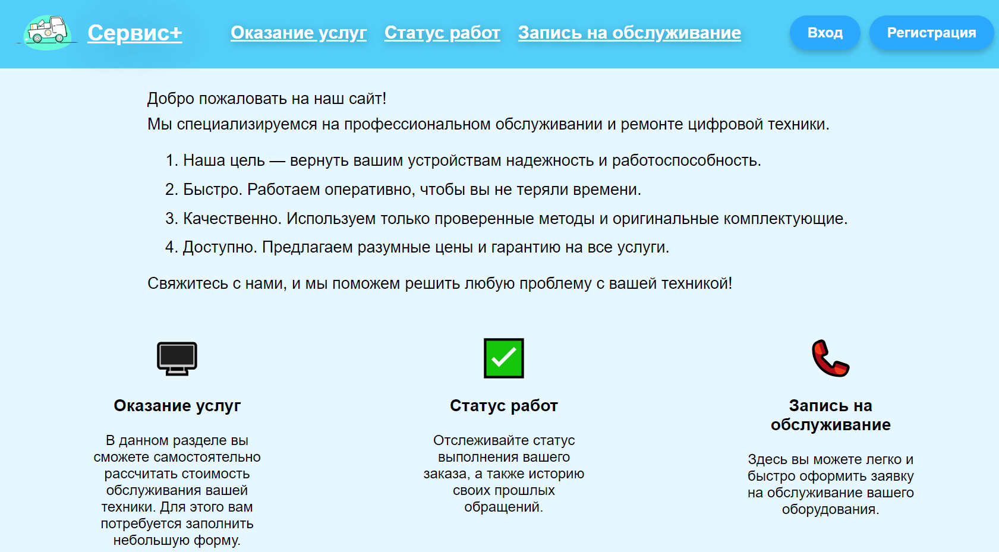 Сервис+ Оказание услуг Статус работ Запись на обслуживание Вход Регистрация
Добро пожаловать на наш сайт!
Мы специализируемся на профессиональном обслуживании и ремонте цифровой техники.
1. Наша цель — вернуть вашим устройствам надежность и работоспособность.
2. Быстро. Работаем оперативно, чтобы вы не теряли времени.
3. Качественно. Используем только проверенные методы и оригинальные комплектующие.
4. Доступно. Предлагаем разумные цены и гарантию на все услуги.
Свяжитесь с нами, и мы поможем решить любую проблему с вашей техникой!
Оказание услуг
В данном разделе вы
сможете самостоятельно
рассчитать стоимость
обслуживания вашей
техники. Для этого вам
потребуется заполнить
небольшую форму.
Статус работ
Отслеживайте статус
выполнения вашего
заказа, а также историю
своих прошлых
обращений.
Запись на
обслуживание
Здесь вы можете легко и
быстро оформить заявку
на обслуживание вашего
оборудования.